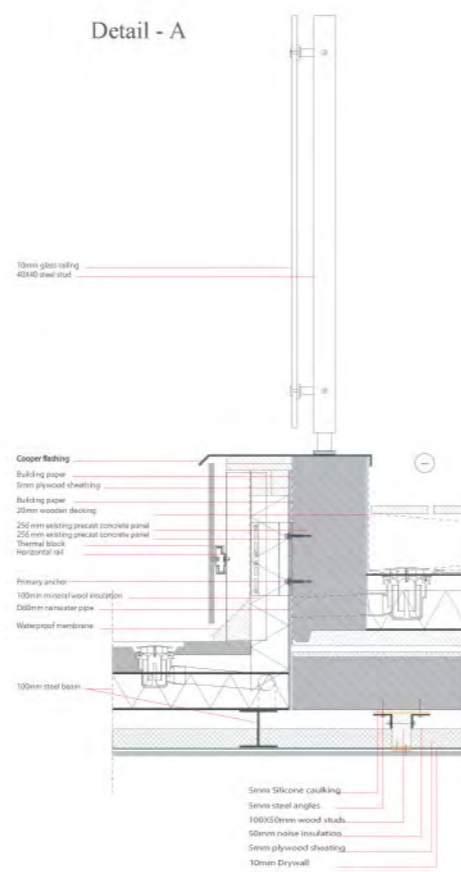 Detail - A
10mm glass railing
40X40 steel stud
Cooper flashing
Building paper
5mm plywood sheathing
Building paper
20mm wooden decking
256 mm existing precast concrete panel
256 mm existing precast concrete panel
Thermal block
Horizontal rail
Primary anchor
100mm mineral wool insulation
D60mm rainwater pipe
Waterproof membrane
100mm steel beam
5mm Silicone caulking
5mm steel angles
100X50mm wood studs
50mm noise insulation
5mm plywood sheating
10mm Drywall